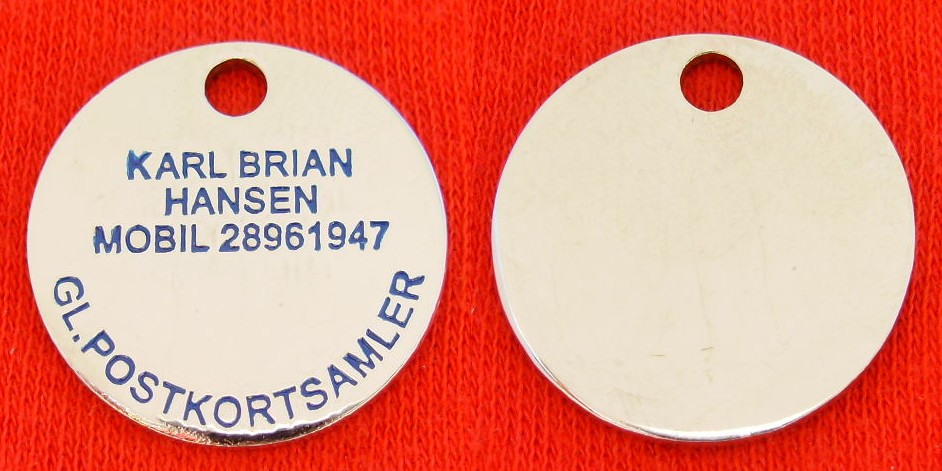 KARL BRIAN
HANSEN
MOBIL 28961947
GL. POSTKORTSAMLER